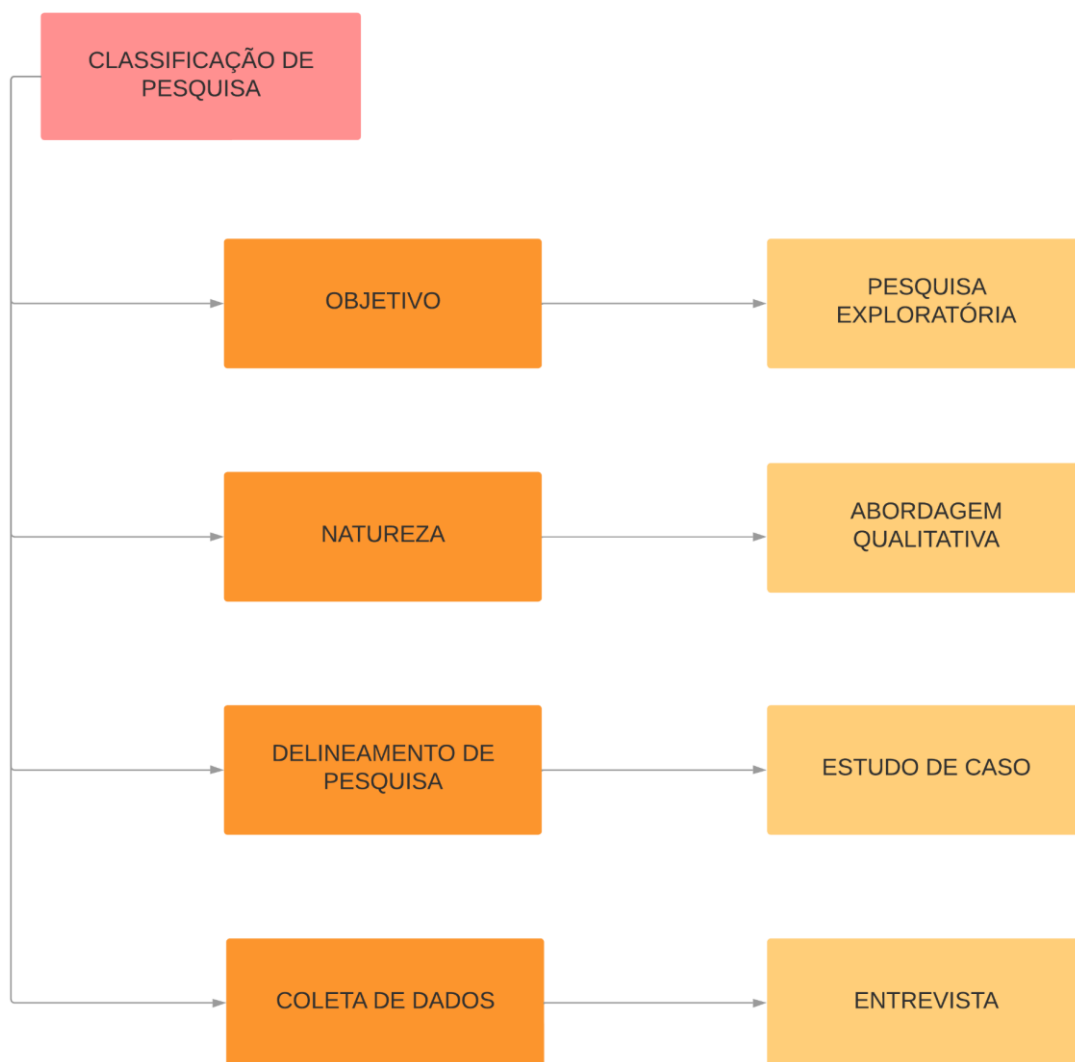 CLASSIFICAÇÃO DE
PESQUISA
OBJETIVO
PESQUISA
EXPLORATÓRIA
NATUREZA
ABORDAGEM
QUALITATIVA
DELINEAMENTO DE
PESQUISA
ESTUDO DE CASO
COLETA DE DADOS
ENTREVISTA